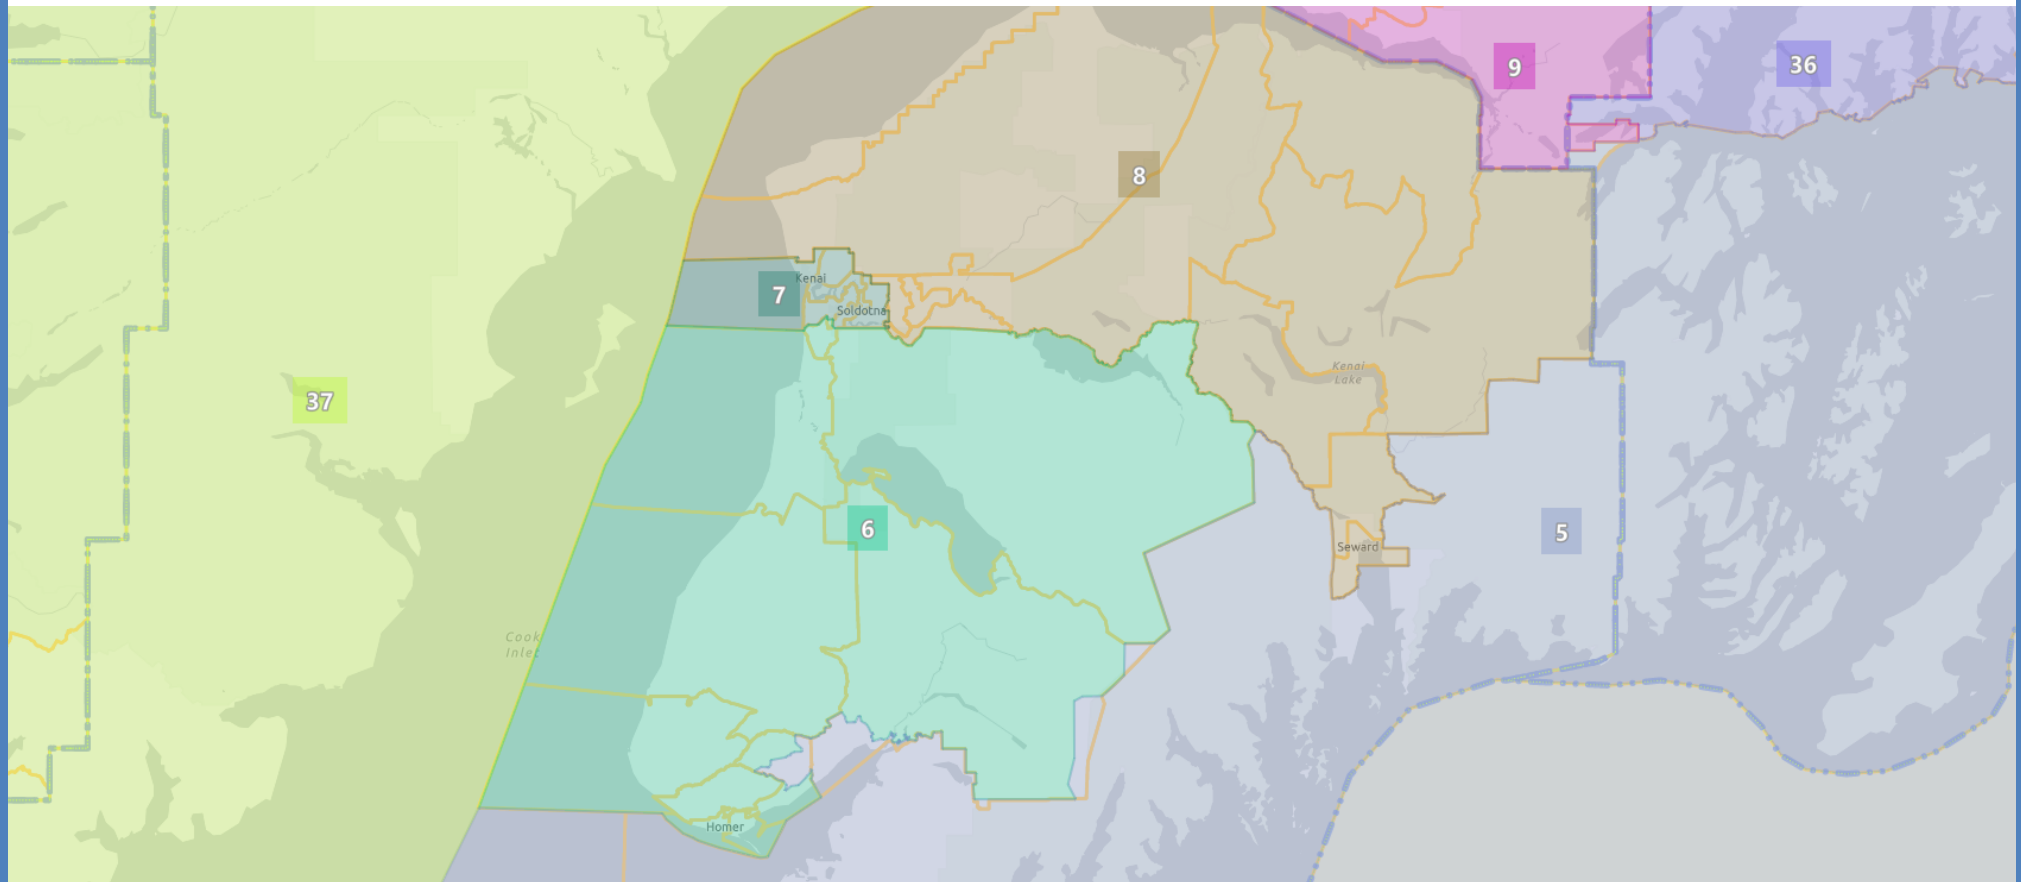 9
36
8
Kenai
7
Soldotna
Kenai
Lake
37
6
5
Seward
Cook
Inlet
Homer